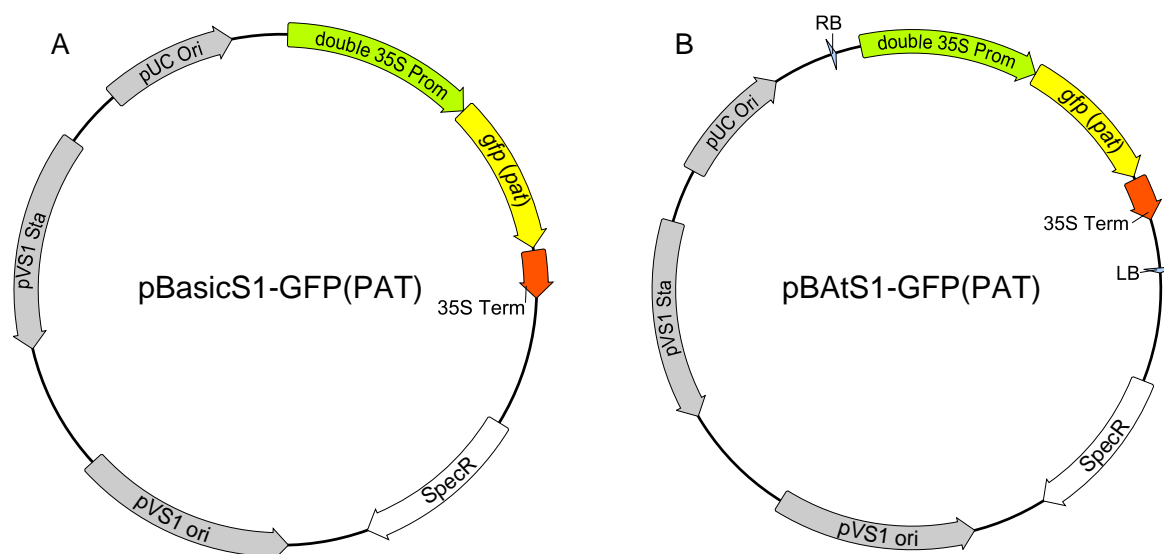 A
pUC Ori
double 35S Prom
gfp (pat)
35S Term
SpecR
pVS1 ori
pVS1 Sta
pBasicS1-GFP(PAT)
B
RB
pUC Ori
double 35S Prom
gfp (pat)
35S Term
LB
SpecR
pVS1 ori
pVS1 Sta
pBAtS1-GFP(PAT)